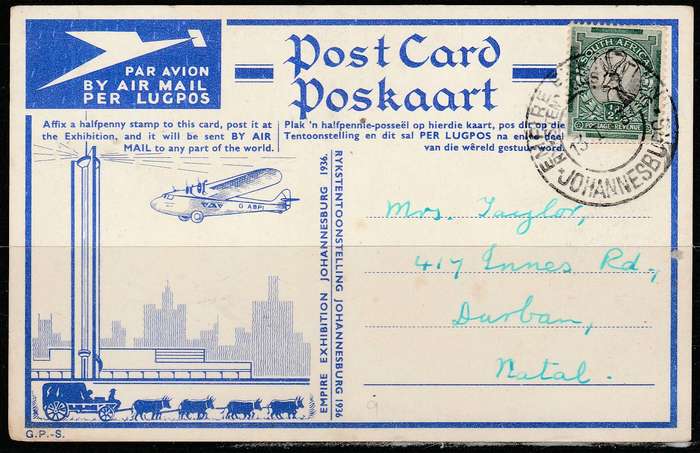 PAR AVION
BY AIR MAIL
PER LUGPOS
Post Card
Poskaart
Affix a halfpenny stamp to this card, post it at
the Exhibition, and it will be sent BY AIR
MAIL to any part of the world.
Plak 'n halfpennie-posseël op hierdie kaart, pos dit op die
Tentoonstelling en dit sal PER LUGPOS na enige deel
van die wêreld gestuur word.
SOUTH AFRICA
POSTAGE-REVENUE
EMPIRE
JOHANNESBURG
13
G ABPI
EMPIRE EXHIBITION JOHANNESBURG 1936.
RYKSTENTOONSTELLING JOHANNESBURG 1936
Mrs. Taylor,
417 Innes Rd.,
Durban,
Natal.
G.P.-S.